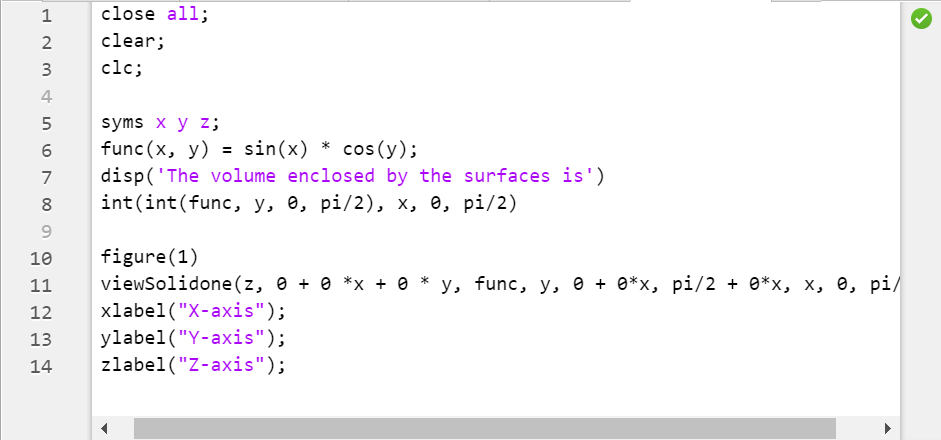 1 close all;
2 clear;
3 clc;
4
5 syms x y z;
6 func(x, y) = sin(x) * cos(y);
7 disp('The volume enclosed by the surfaces is')
8 int(int(func, y, 0, pi/2), x, 0, pi/2)
9
10 figure(1)
11 viewSolidone(z, 0 + 0 *x + 0 * y, func, y, 0 + 0*x, pi/2 + 0*x, x, 0, pi/
12 xlabel("X-axis");
13 ylabel("Y-axis");
14 zlabel("Z-axis");